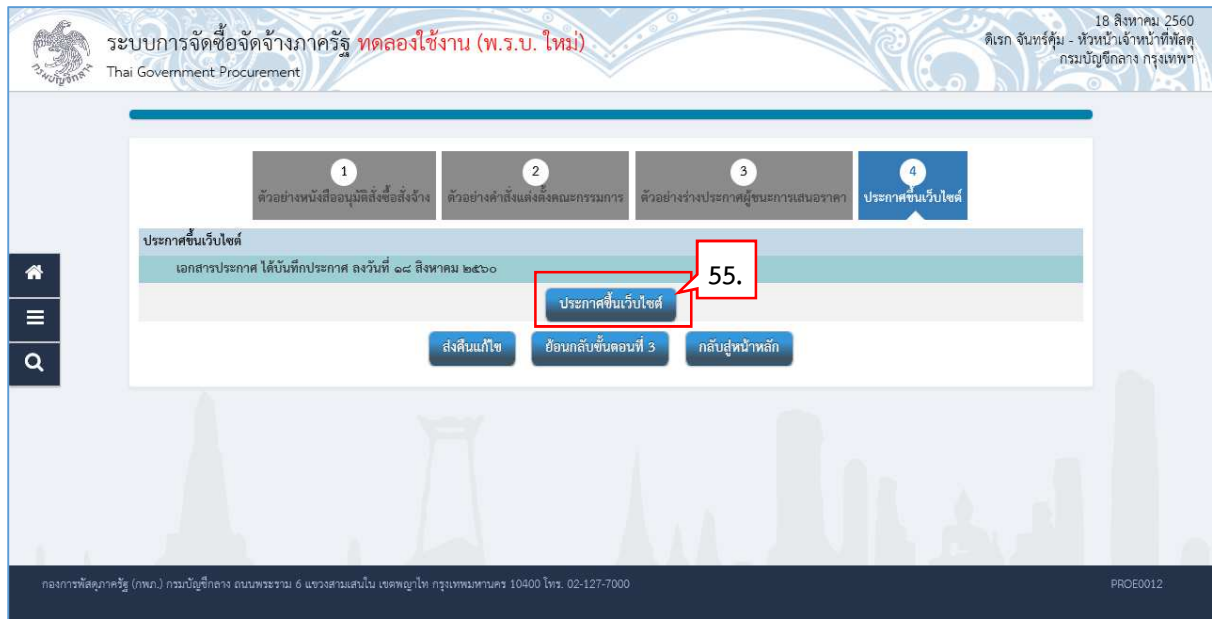 18 สิงหาคม 2560
ระบบการจัดซื้อจัดจ้างภาครัฐ ทดลองใช้งาน (พ.ร.บ. ใหม่)
ดิเรก จันทร์คุ้ม - หัวหน้าเจ้าหน้าที่พัสดุ
Thai Government Procurement
กรมบัญชีกลาง กรุงเทพฯ
1
ตัวอย่างหนังสืออนุมัติสั่งซื้อสั่งจ้าง
2
ตัวอย่างคำสั่งแต่งตั้งคณะกรรมการ
3
ตัวอย่างร่างประกาศผู้ชนะการเสนอราคา
4
ประกาศขึ้นเว็บไซต์
ประกาศขึ้นเว็บไซต์
เอกสารประกาศ ได้บันทึกประกาศ ลงวันที่ ๑๘ สิงหาคม ๒๕๖๐
55.
ประกาศขึ้นเว็บไซต์
ส่งคืนแก้ไข ย้อนกลับขั้นตอนที่ 3 กลับสู่หน้าหลัก
กองการพัสดุภาครัฐ (กพภ.) กรมบัญชีกลาง ถนนพระราม 6 แขวงสามเสนใน เขตพญาไท กรุงเทพมหานคร 10400 โทร. 02-127-7000 PROE0012